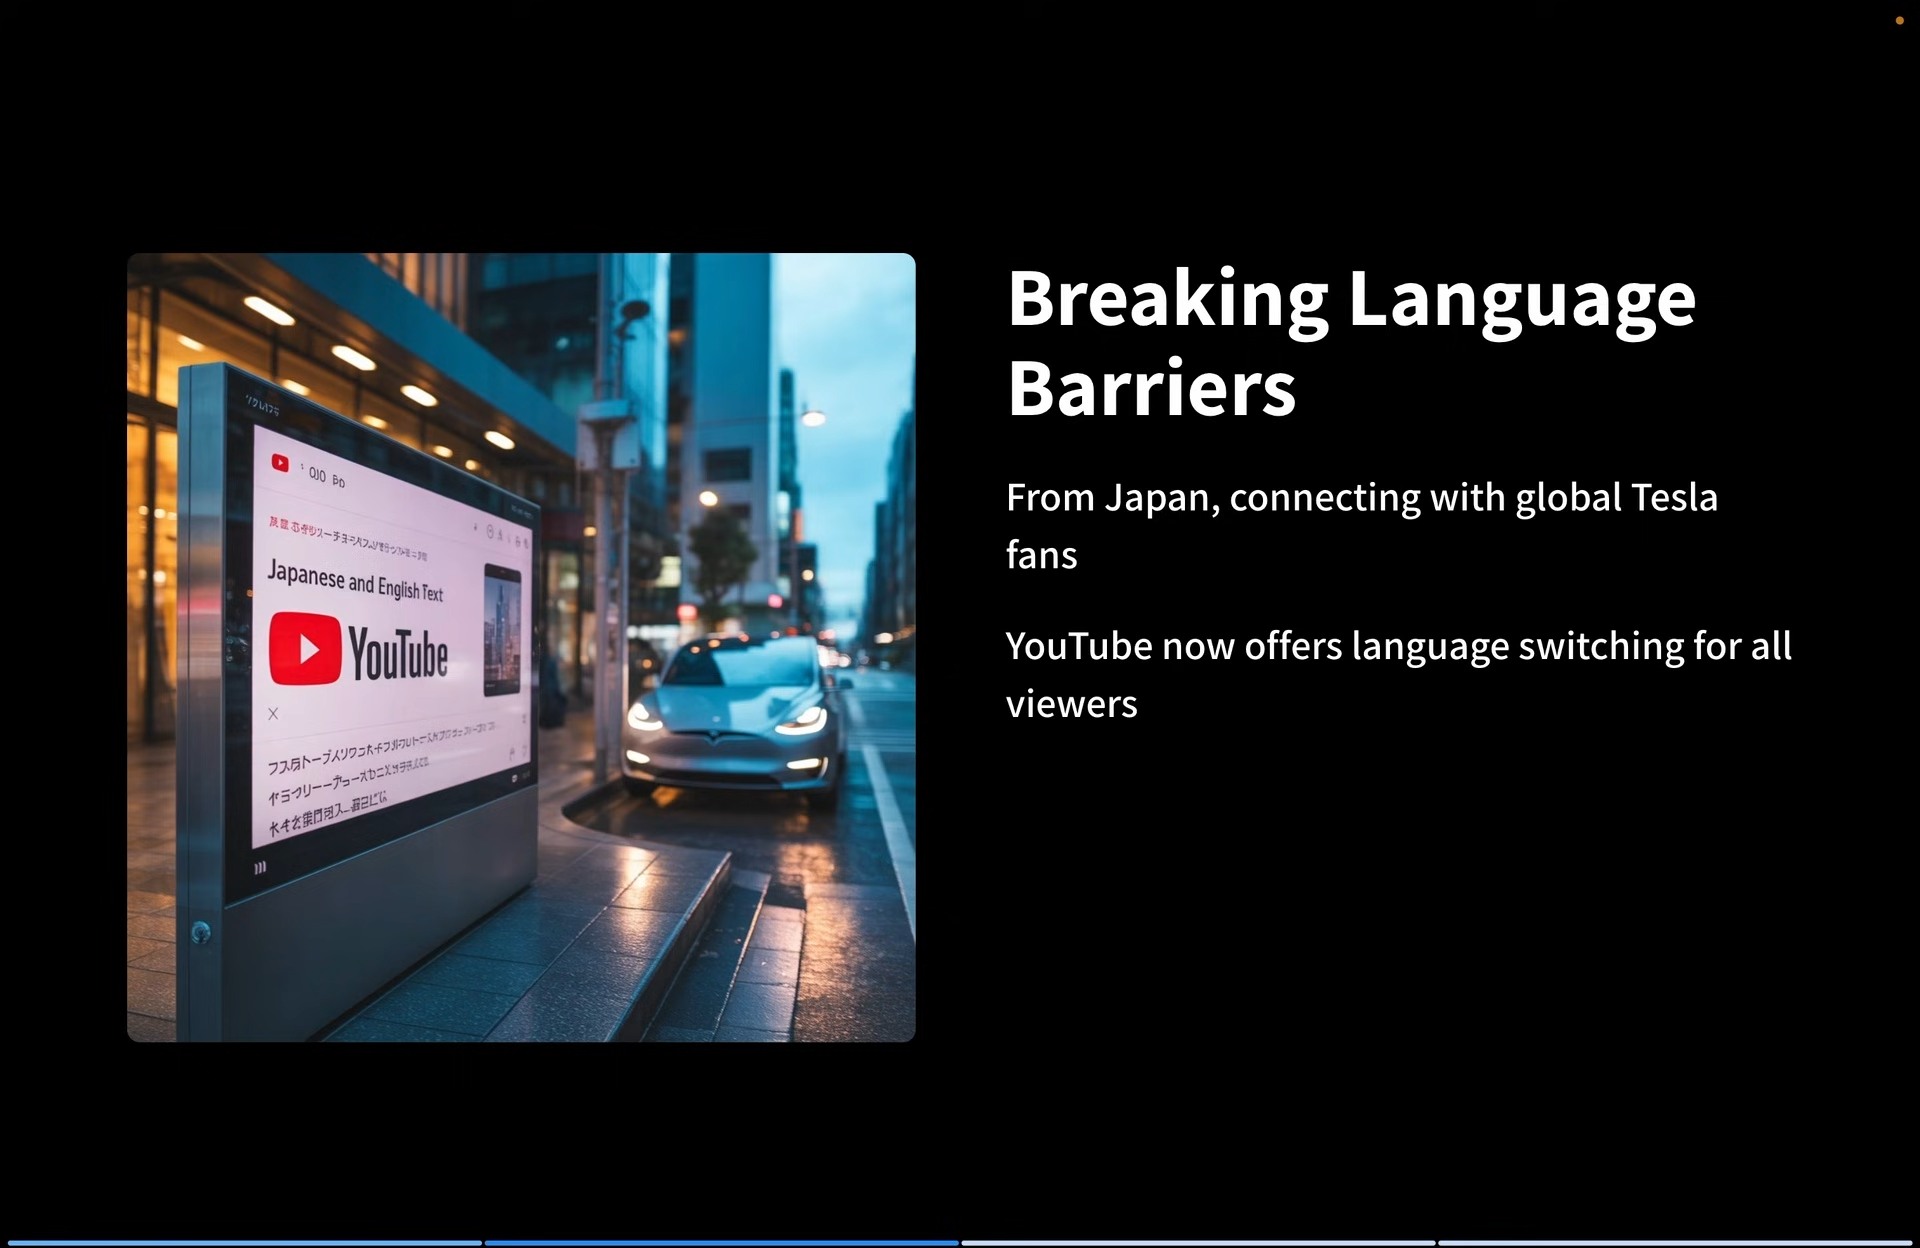 Breaking Language
Barriers
From Japan, connecting with global Tesla
fans
YouTube now offers language switching for all
viewers
Japanese and English Text
YouTube